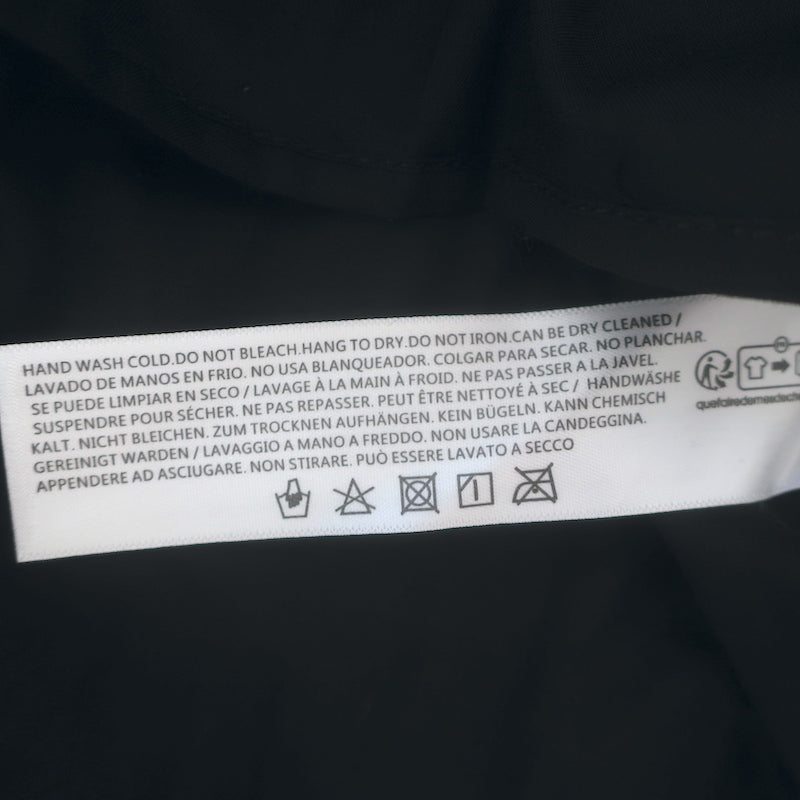 HAND WASH COLD.DO NOT BLEACH.HANG TO DRY.DO NOT IRON.CAN BE DRY CLEANED /
LAVADO DE MANOS EN FRIO. NO USA BLANQUEADOR. COLGAR PARA SECAR. NO PLANCHAR.
SE PUEDE LIMPIAR EN SECO / LAVAGE À LA MAIN À FROID. NE PAS PASSER A LA JAVEL.
SUSPENDRE POUR SÉCHER. NE PAS REPASSER. PEUT ÊTRE NETTOYÉ À SEC / HANDWÄSHE
KALT. NICHT BLEICHEN. ZUM TROCKNEN AUFHÄNGEN. KEIN BÜGELN. KANN CHEMISCH
GEREINIGT WARDEN / LAVAGGIO A MANO A FREDDO. NON USARE LA CANDEGGINA.
APPENDERE AD ASCIUGARE. NON STIRARE. PUÒ ESSERE LAVATO A SECCO